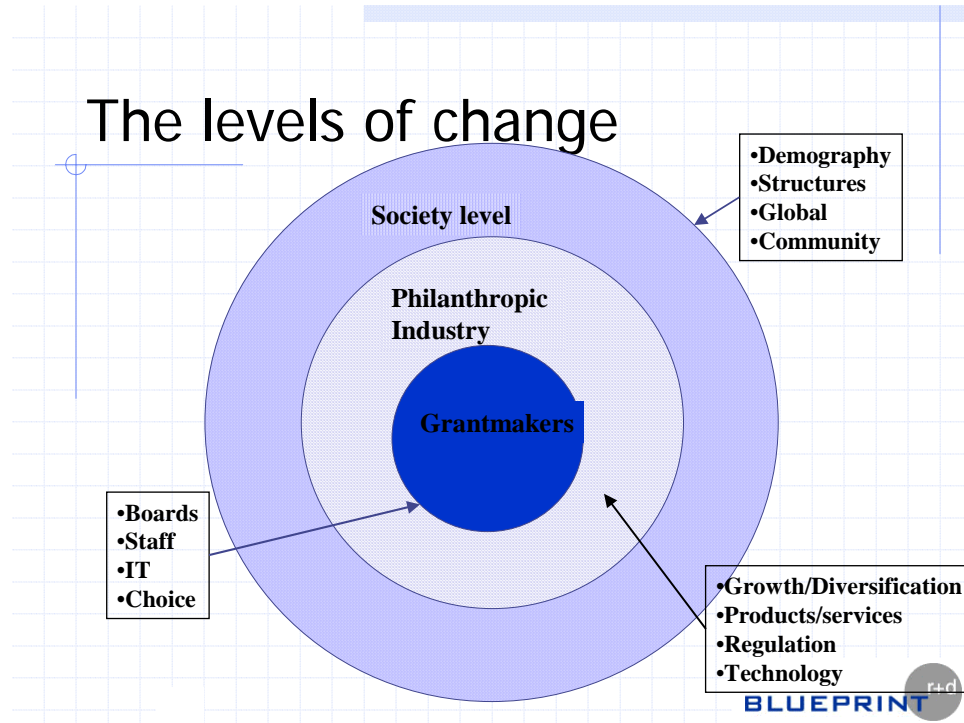 The levels of change
•Demography
•Structures
•Global
•Community
Society level
Philanthropic
Industry
Grantmakers
•Boards
•Staff
•IT
•Choice
•Growth/Diversification
•Products/services
•Regulation
•Technology
BLUEPRINT
r+d